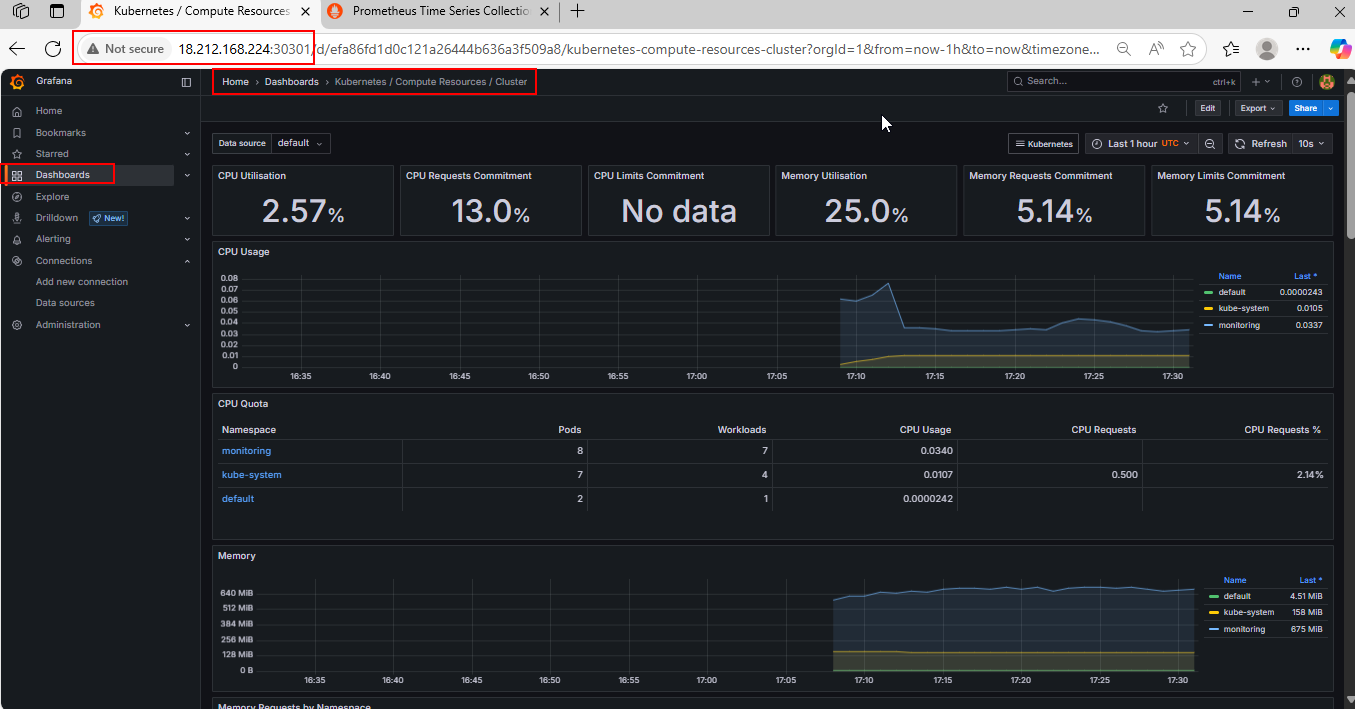 Kubernetes / Compute Resources
Prometheus Time Series Collectio
Not secure 18.212.168.224:30301/d/efa86fd1d0c121a26444b636a3f509a8/kubernetes-compute-resources-cluster?orgId=1&from=now-1h&to=now&timezone...
Grafana
Home › Dashboards › Kubernetes / Compute Resources / Cluster
Search... ctrl+k
Home
Bookmarks
Starred
Dashboards
Explore
Drilldown New!
Alerting
Connections
Add new connection
Data sources
Administration
Edit Export Share
Data source default
Kubernetes Last 1 hour UTC Refresh 10s
CPU Utilisation CPU Requests Commitment CPU Limits Commitment Memory Utilisation Memory Requests Commitment Memory Limits Commitment
2.57% 13.0% No data 25.0% 5.14% 5.14%
CPU Usage
0.08
0.07
0.06
0.05
0.04
0.03
0.02
0.01
0
16:35 16:40 16:45 16:50 16:55 17:00 17:05 17:10 17:15 17:20 17:25 17:30
Name Last *
default 0.0000243
kube-system 0.0105
monitoring 0.0337
CPU Quota
Namespace Pods Workloads CPU Usage CPU Requests CPU Requests %
monitoring 8 7 0.0340
kube-system 7 4 0.0107 0.500 2.14%
default 2 1 0.0000242
Memory
640 MiB
512 MiB
384 MiB
256 MiB
128 MiB
0 B
16:35 16:40 16:45 16:50 16:55 17:00 17:05 17:10 17:15 17:20 17:25 17:30
Name Last *
default 4.51 MiB
kube-system 158 MiB
monitoring 675 MiB
Memory Requests by Namespace